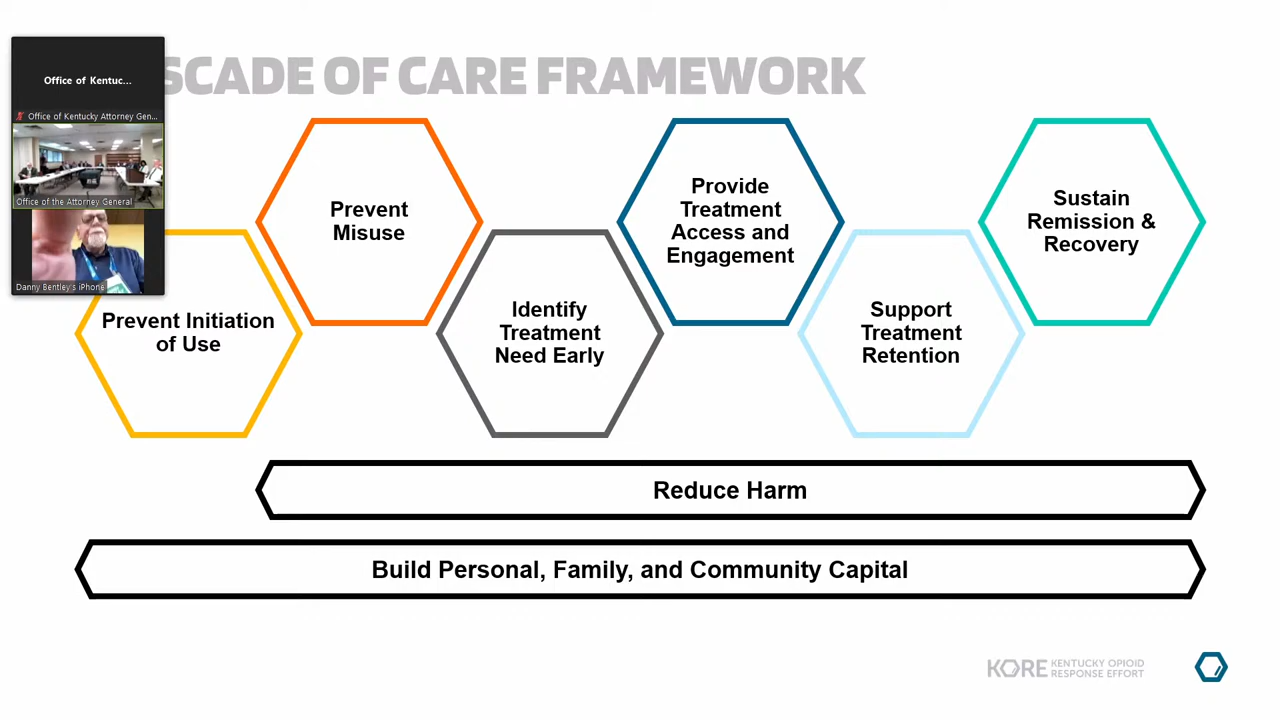 SCADE OF CARE FRAMEWORK
Office of Kentuc...
Office of Kentucky Attorney Gen...
Office of the Attorney General
Danny Bentley's iPhone
Prevent Initiation
of Use
Prevent
Misuse
Identify
Treatment
Need Early
Provide
Treatment
Access and
Engagement
Support
Treatment
Retention
Sustain
Remission &
Recovery
Reduce Harm
Build Personal, Family, and Community Capital
KORE KENTUCKY OPIOID
RESPONSE EFFORT